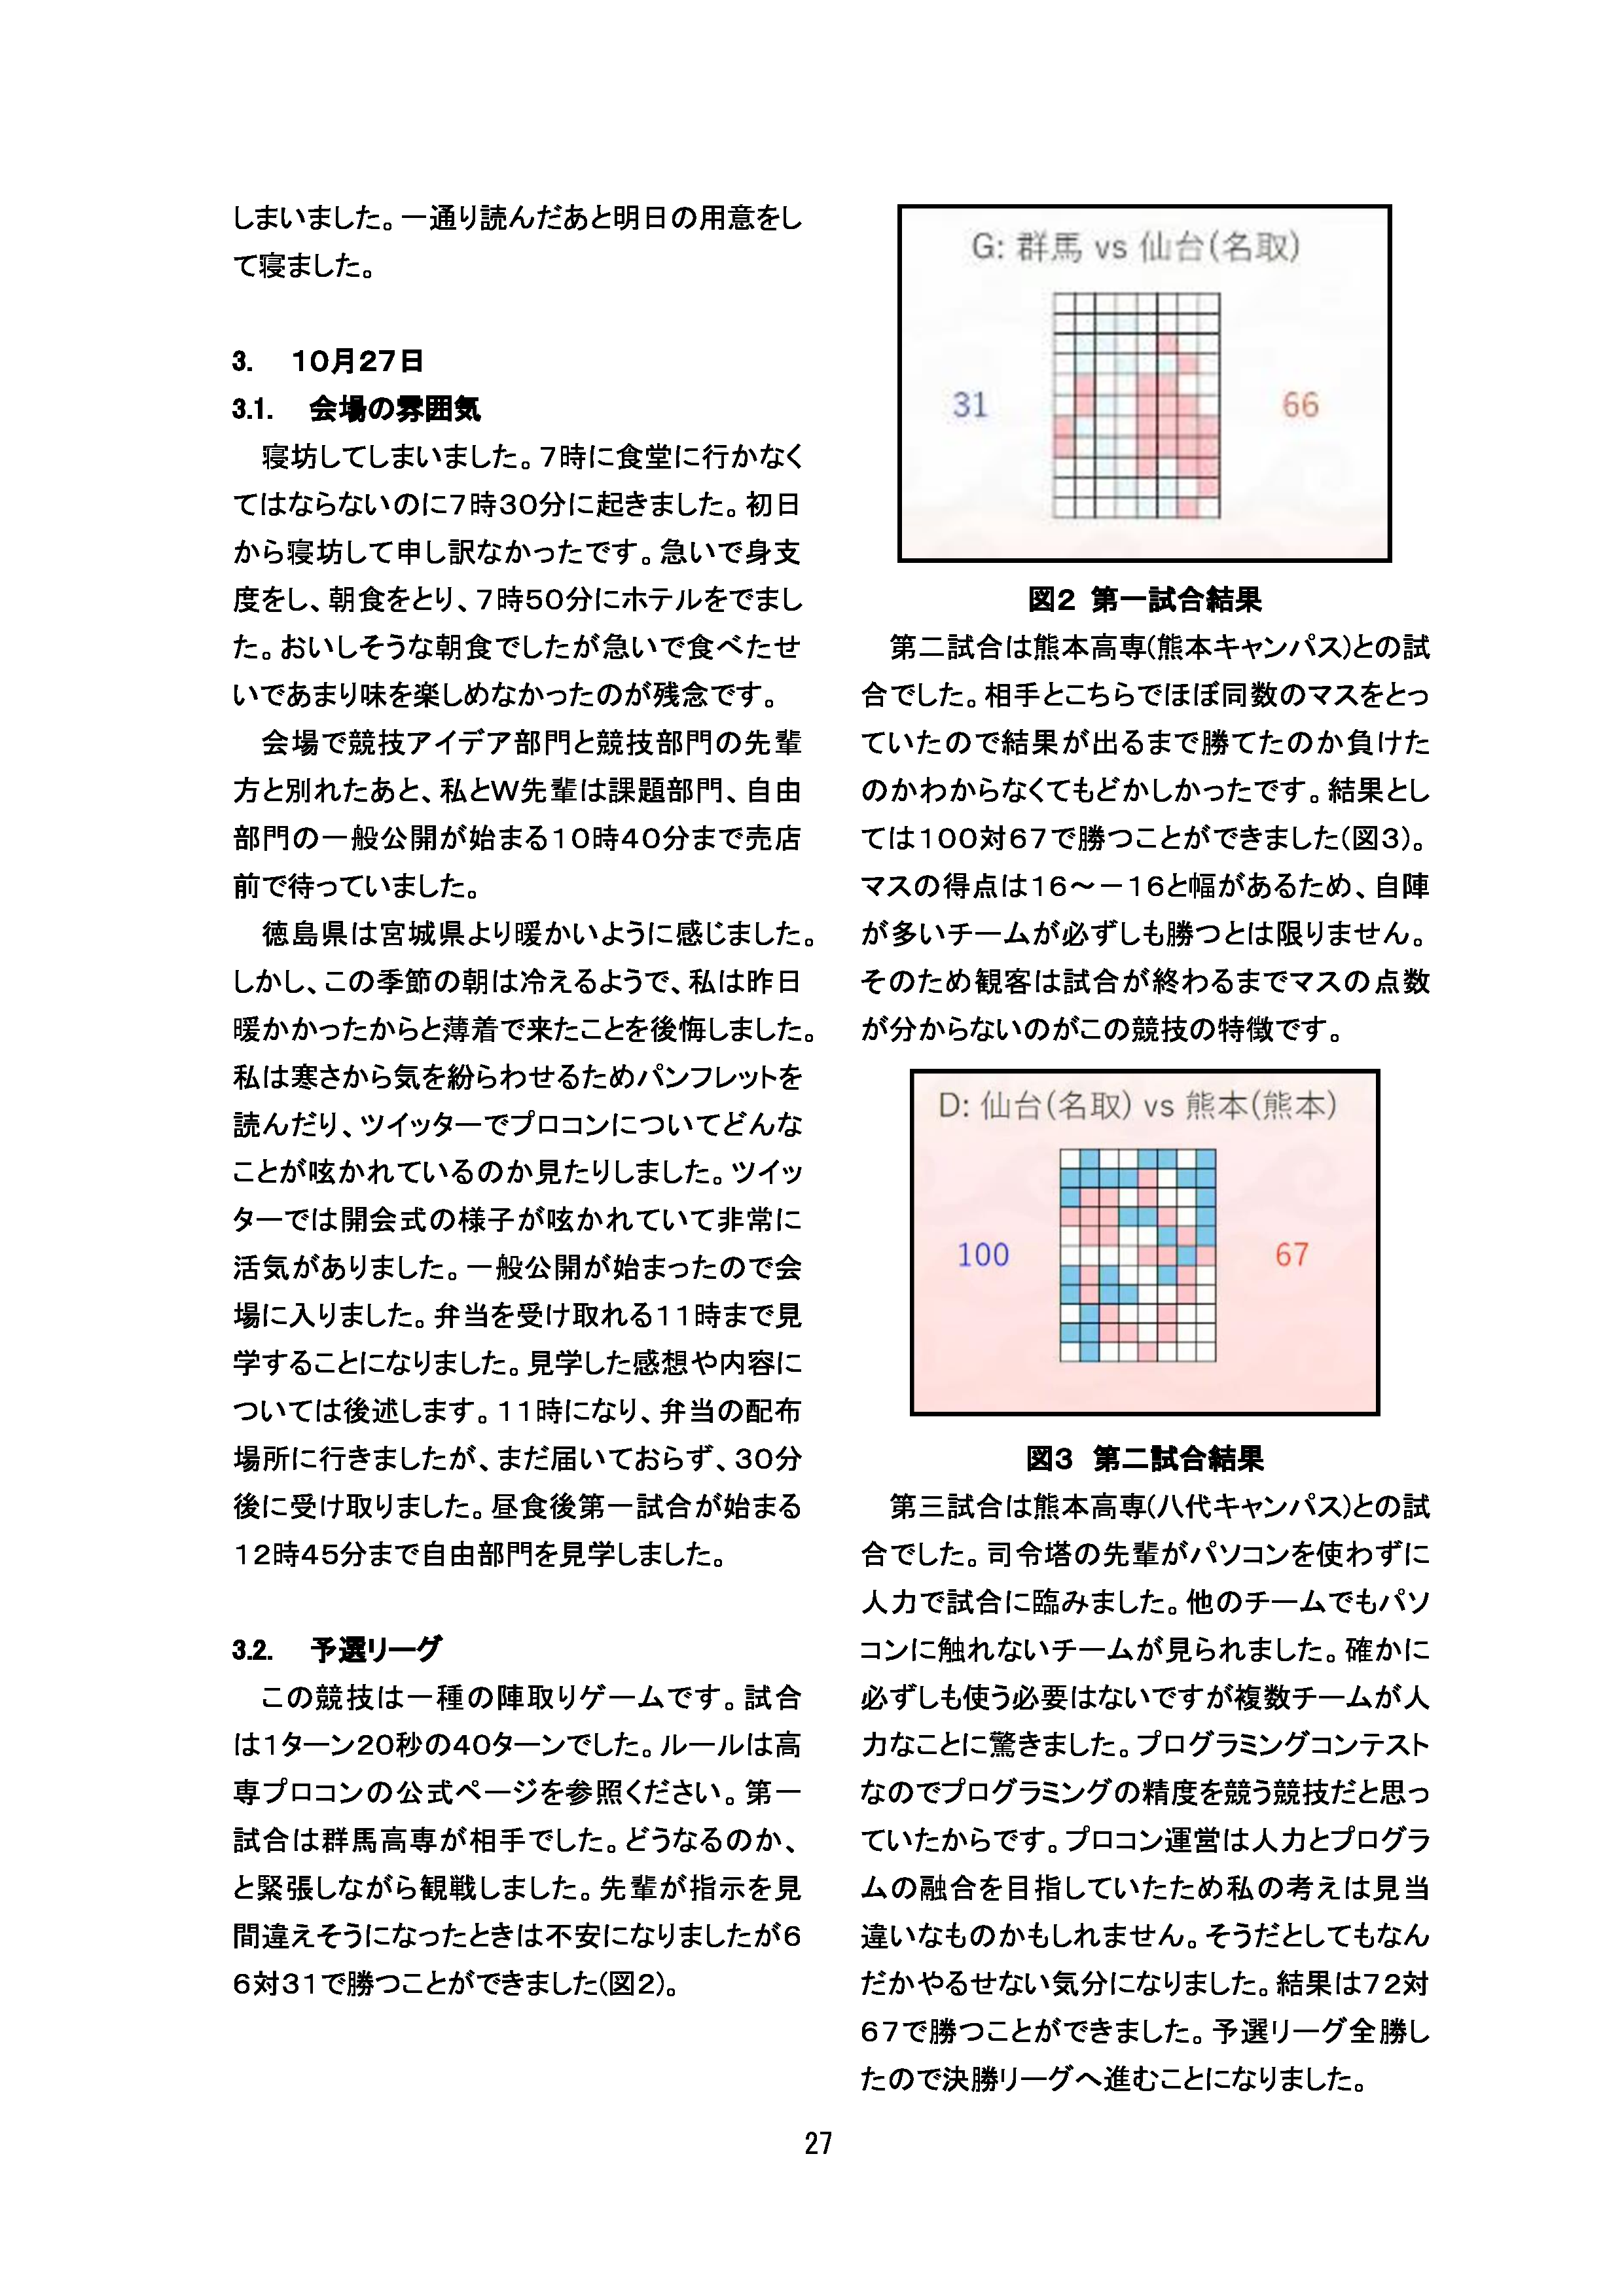 しまいました。一通り読んだあと明日の用意をし
て寝ました。
3. 10月27日
3.1. 会場の雰囲気
寝坊してしまいました。7時に食堂に行かなく
てはならないのに7時30分に起きました。初日
から寝坊して申し訳なかったです。急いで身支
度をし、朝食をとり、7時50分にホテルをでまし
た。おいしそうな朝食でしたが急いで食べたせ
いであまり味を楽しめなかったのが残念です。
会場で競技アイデア部門と競技部門の先輩
方と別れたあと、私とW先輩は課題部門、自由
部門の一般公開が始まる10時40分まで売店
前で待っていました。
徳島県は宮城県より暖かいように感じました。
しかし、この季節の朝は冷えるようで、私は昨日
暖かかったからと薄着で来たことを後悔しました。
私は寒さから気を紛らわせるためパンフレットを
読んだり、ツイッターでプロコンについてどんな
ことが呟かれているのか見たりしました。ツイッ
ターでは開会式の様子が呟かれていて非常に
活気がありました。一般公開が始まったので会
場に入りました。弁当を受け取れる11時まで見
学することになりました。見学した感想や内容に
ついては後述します。11時になり、弁当の配布
場所に行きましたが、まだ届いておらず、30分
後に受け取りました。昼食後第一試合が始まる
12時45分まで自由部門を見学しました。
3.2. 予選リーグ
この競技は一種の陣取りゲームです。試合
は1ターン20秒の40ターンでした。ルールは高
専プロコンの公式ページを参照ください。第一
試合は群馬高専が相手でした。どうなるのか、
と緊張しながら観戦しました。先輩が指示を見
間違えそうになったときは不安になりましたが6
6対31で勝つことができました(図2)。
G: 群馬 vs 仙台(名取)
31
66
図2 第一試合結果
第二試合は熊本高専(熊本キャンパス)との試
合でした。相手とこちらでほぼ同数のマスをとっ
ていたので結果が出るまで勝てたのか負けた
のかわからなくてもどかしかったです。結果とし
ては100対67で勝つことができました(図3)。
マスの得点は16～－16と幅があるため、自陣
が多いチームが必ずしも勝つとは限りません。
そのため観客は試合が終わるまでマスの点数
が分からないのがこの競技の特徴です。
D: 仙台(名取) vs 熊本(熊本)
100
67
図3 第二試合結果
第三試合は熊本高専(八代キャンパス)との試
合でした。司令塔の先輩がパソコンを使わずに
人力で試合に臨みました。他のチームでもパソ
コンに触れないチームが見られました。確かに
必ずしも使う必要はないですが複数チームが人
力なことに驚きました。プログラミングコンテスト
なのでプログラミングの精度を競う競技だと思っ
ていたからです。プロコン運営は人力とプログラ
ムの融合を目指していたため私の考えは見当
違いなものかもしれません。そうだとしてもなん
だかやるせない気分になりました。結果は72対
67で勝つことができました。予選リーグ全勝し
たので決勝リーグへ進むことになりました。
27